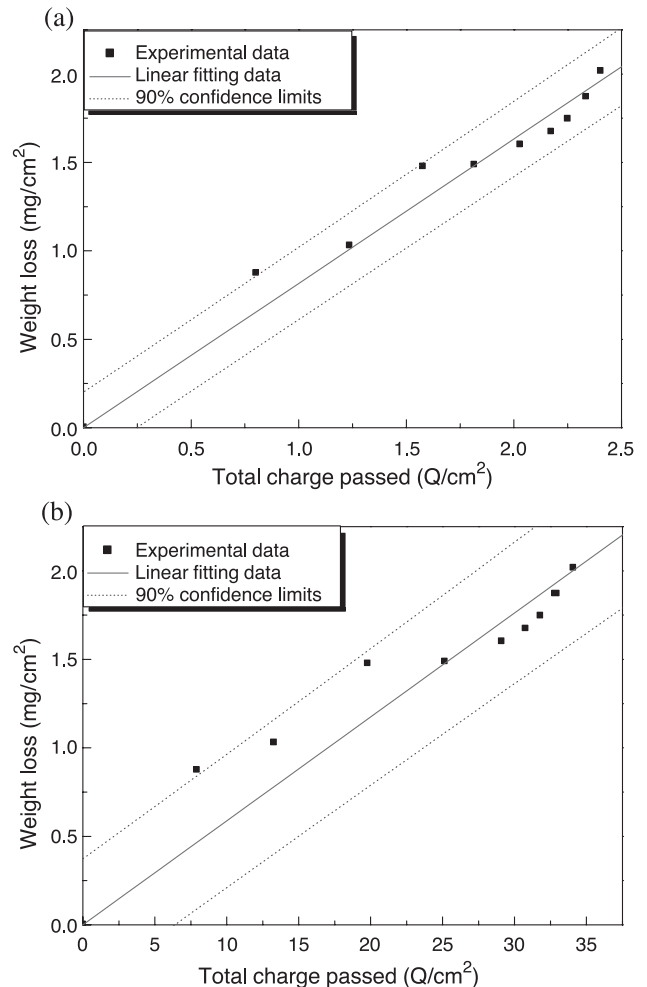 (a)
Experimental data
Linear fitting data
90% confidence limits
2.0
1.5
1.0
0.5
0.0
Weight loss (mg/cm²)
0.0 0.5 1.0 1.5 2.0 2.5
Total charge passed (Q/cm²)
(b)
Experimental data
Linear fitting data
90% confidence limits
2.0
1.5
1.0
0.5
0.0
Weight loss (mg/cm²)
0 5 10 15 20 25 30 35
Total charge passed (Q/cm²)